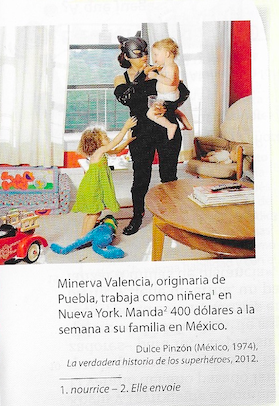 Minerva Valencia, originaria de
Puebla, trabaja como niñera¹ en
Nueva York. Manda² 400 dólares a la
semana a su familia en México.
Dulce Pinzón (México, 1974),
La verdadera historia de los superhéroes, 2012.
1. nourrice – 2. Elle envoie